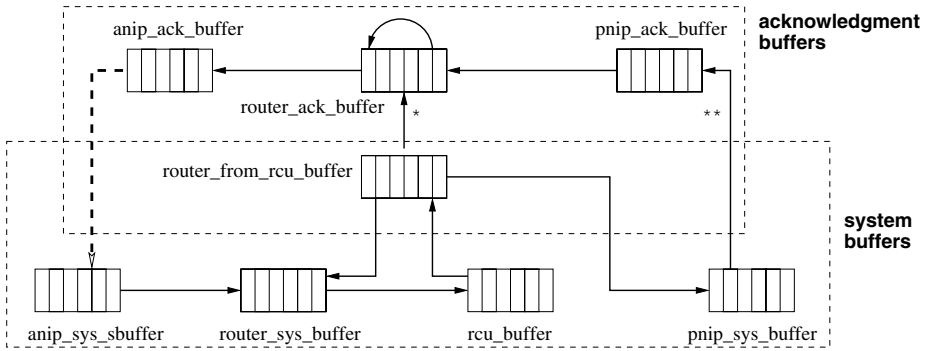 anip_ack_buffer
pnip_ack_buffer
acknowledgment
buffers
router_ack_buffer
*
**
router_from_rcu_buffer
system
buffers
anip_sys_sbuffer
router_sys_buffer
rcu_buffer
pnip_sys_buffer